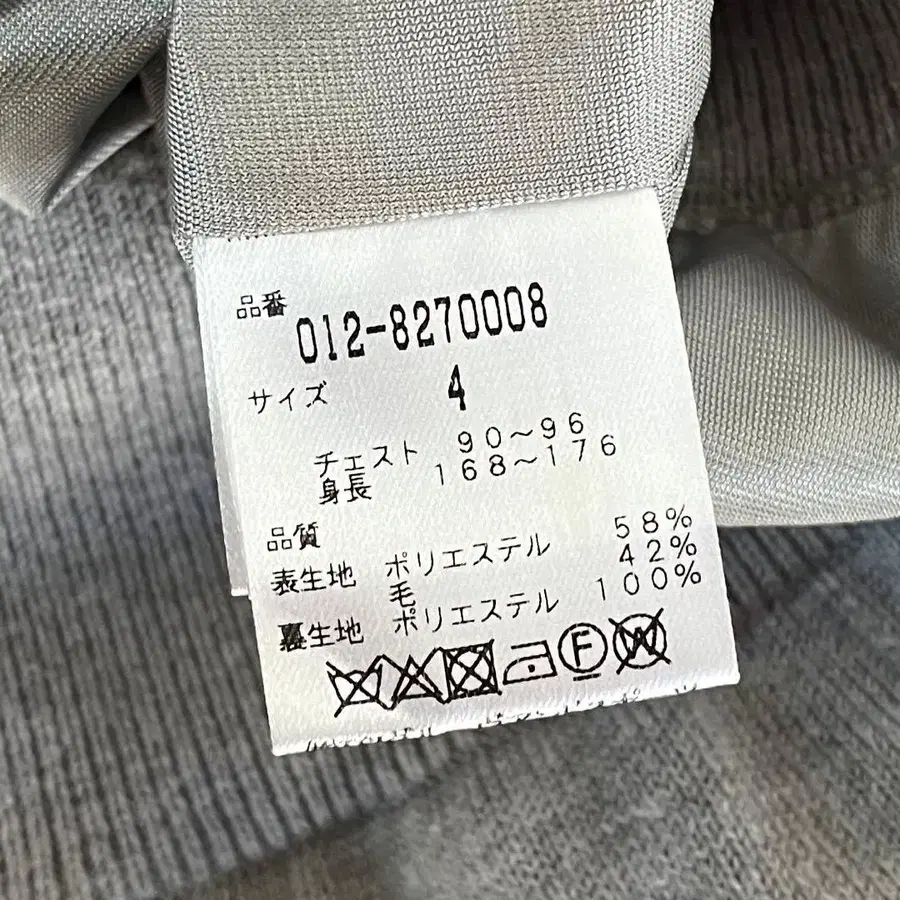 品番
012-8270008
サイズ 4
チェスト 90～96
身長 168～176
品質
表生地 ポリエステル 58%
毛 42%
裏生地 ポリエステル 100%
F W